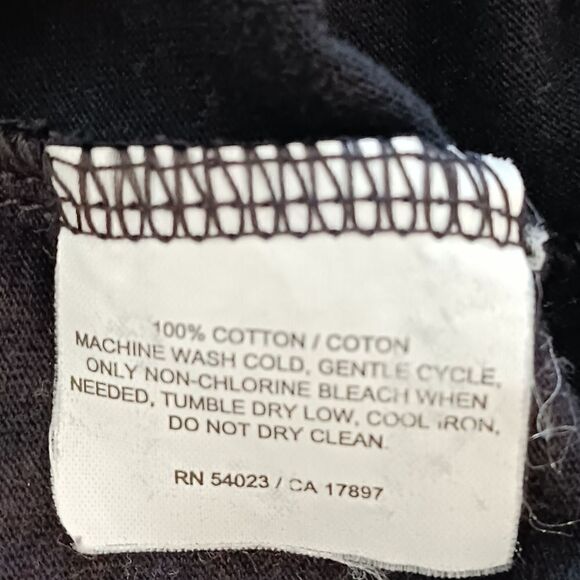 100% COTTON / COTON
MACHINE WASH COLD, GENTLE CYCLE,
ONLY NON-CHLORINE BLEACH WHEN
NEEDED, TUMBLE DRY LOW, COOL IRON,
DO NOT DRY CLEAN.
RN 54023 / CA 17897